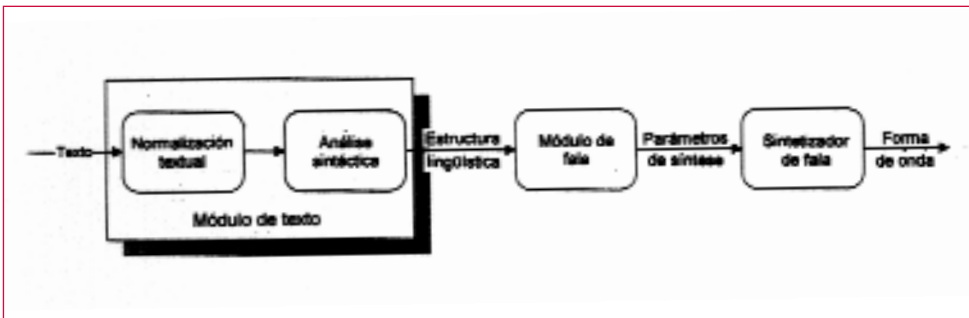 Texto
Normalización
textual
Análise
sintáctica
Módulo de texto
Estructura
lingüística
Módulo de
fala
Parámetros
de síntese
Sintetizador
de fala
Forma
de onda